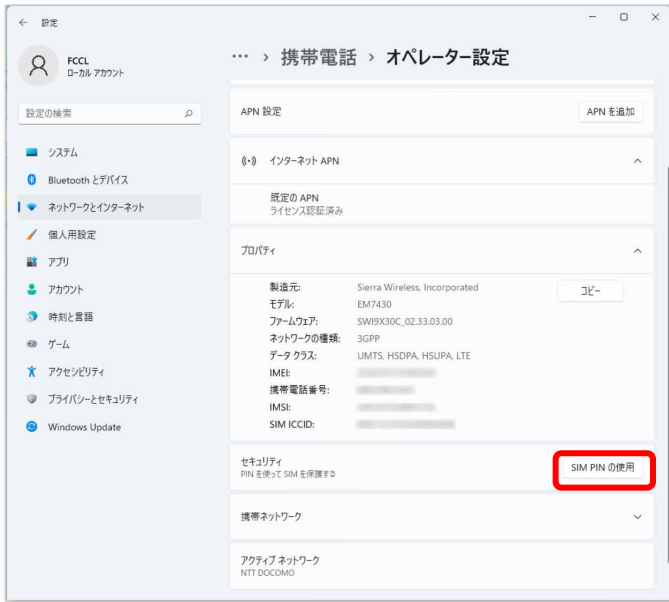 設定
FCCL
ローカル アカウント
設定の検索
システム
Bluetooth とデバイス
ネットワークとインターネット
個人用設定
アプリ
アカウント
時刻と言語
ゲーム
アクセシビリティ
プライバシーとセキュリティ
Windows Update
… › 携帯電話 › オペレーター設定
APN 設定
APN を追加
インターネット APN
既定の APN
ライセンス認証済み
プロパティ
製造元: Sierra Wireless, Incorporated
コピー
モデル: EM7430
ファームウェア: SWI9X30C_02.33.03.00
ネットワークの種類: 3GPP
データ クラス: UMTS, HSDPA, HSUPA, LTE
IMEI:
携帯電話番号:
IMSI:
SIM ICCID:
セキュリティ
PIN を使って SIM を保護する
SIM PIN の使用
携帯ネットワーク
アクティブ ネットワーク
NTT DOCOMO